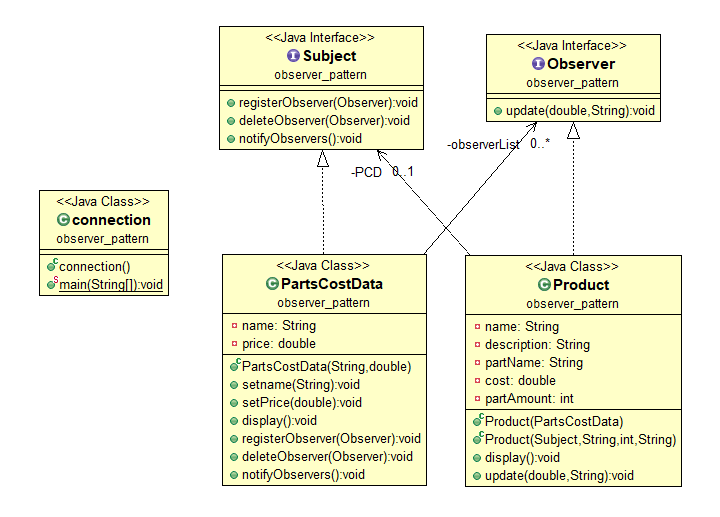 <<Java Interface>>
Subject
observer_pattern
registerObserver(Observer):void
deleteObserver(Observer):void
notifyObservers():void
<<Java Interface>>
Observer
observer_pattern
update(double,String):void
-observerList 0..*
-PCD 0..1
<<Java Class>>
connection
observer_pattern
connection()
main(String[]):void
<<Java Class>>
PartsCostData
observer_pattern
name: String
price: double
PartsCostData(String,double)
setname(String):void
setPrice(double):void
display():void
registerObserver(Observer):void
deleteObserver(Observer):void
notifyObservers():void
<<Java Class>>
Product
observer_pattern
name: String
description: String
partName: String
cost: double
partAmount: int
Product(PartsCostData)
Product(Subject,String,int,String)
display():void
update(double,String):void